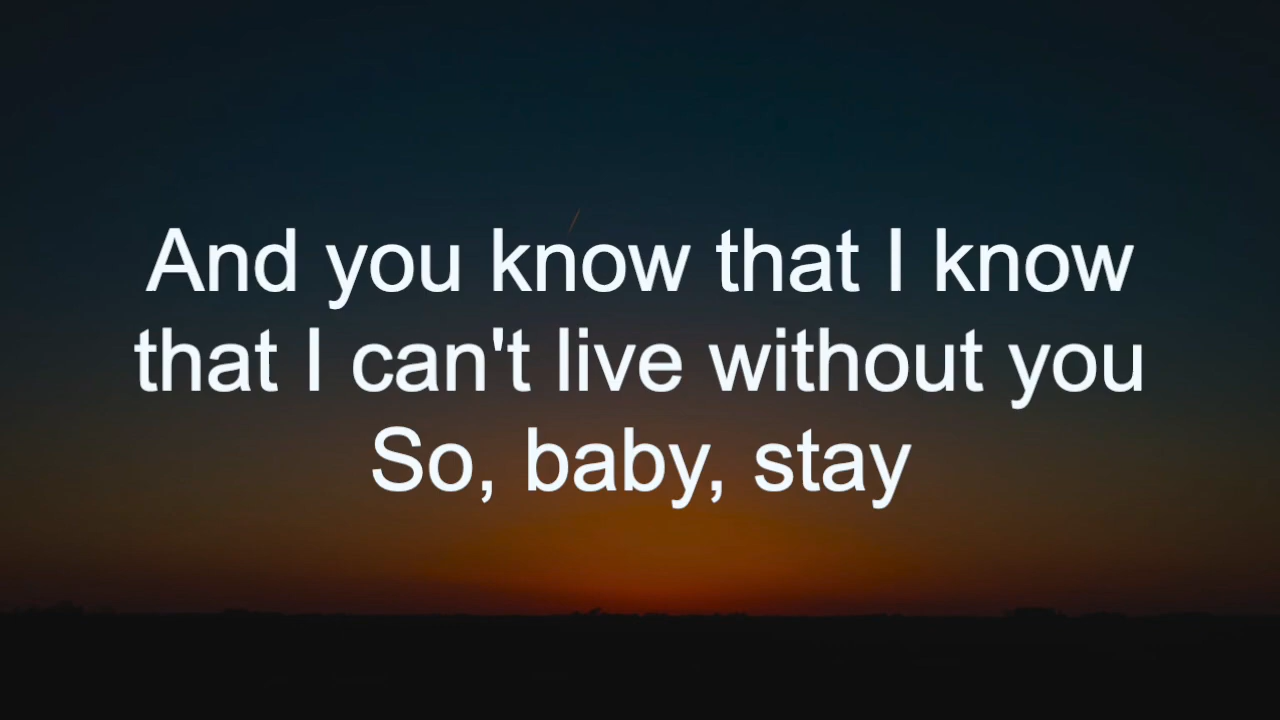 And you know that I know
that I can't live without you
So, baby, stay